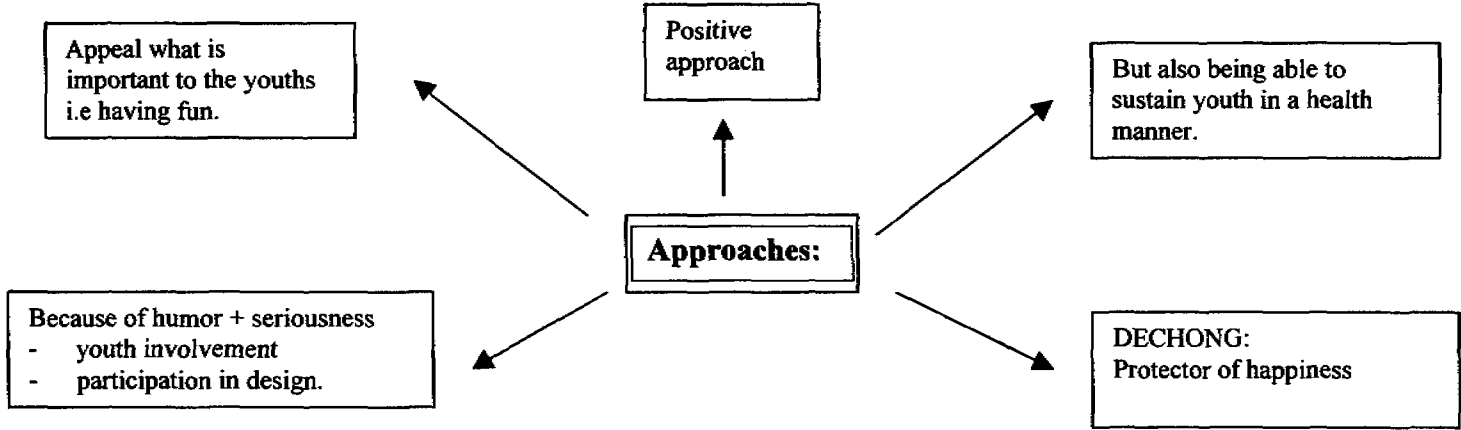 Positive
approach
Appeal what is
important to the youths
i.e having fun.
But also being able to
sustain youth in a health
manner.
Approaches:
Because of humor + seriousness
- youth involvement
- participation in design.
DECHONG:
Protector of happiness